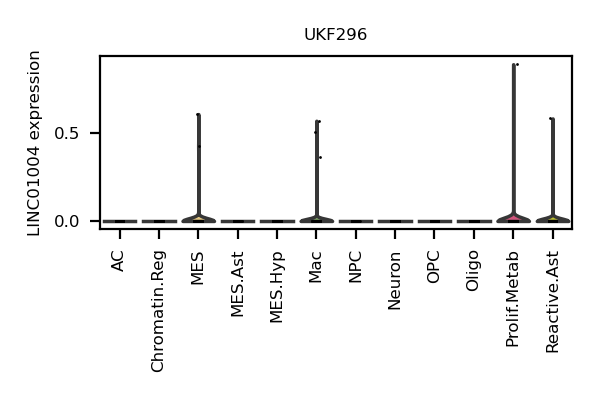 UKF296
LINC01004 expression
0.5
0.0
AC
Chromatin.Reg
MES
MES.Ast
MES.Hyp
Mac
NPC
Neuron
OPC
Oligo
Prolif.Metab
Reactive.Ast